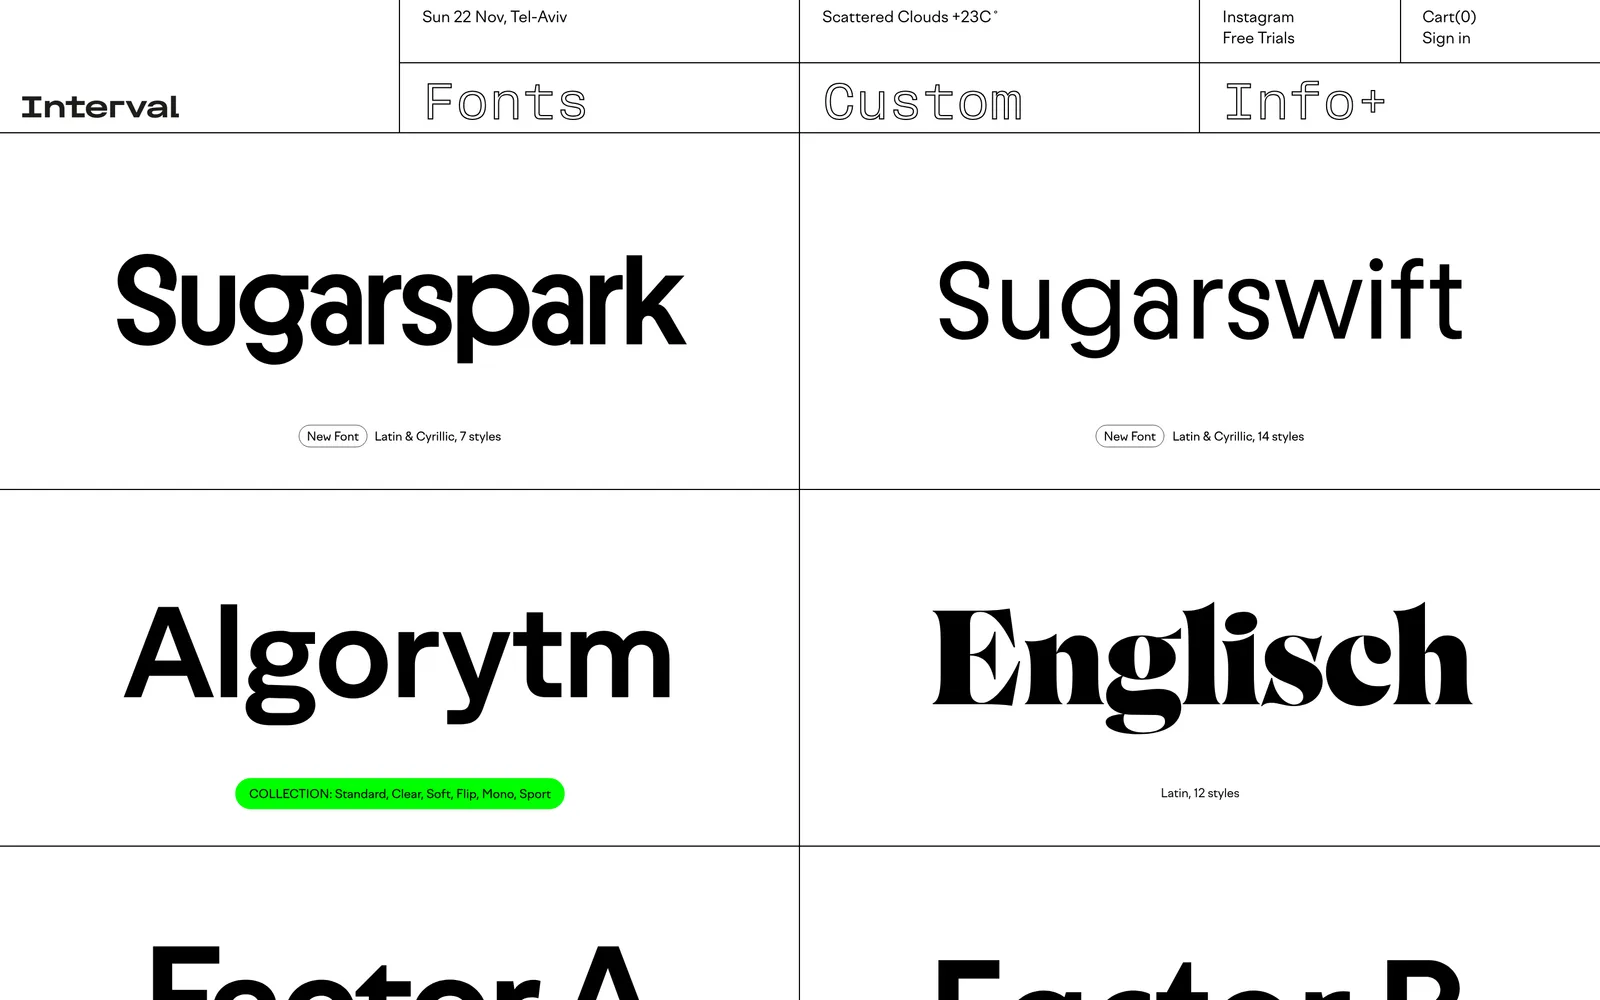 Sun 22 Nov, Tel-Aviv
Scattered Clouds +23C°
Instagram
Free Trials
Cart(0)
Sign in
Interval
Fonts
Custom
Info+
Sugarspark
Sugarswift
New Font Latin & Cyrillic, 7 styles
New Font Latin & Cyrillic, 14 styles
Algorytm
Englisch
COLLECTION: Standard, Clear, Soft, Flip, Mono, Sport
Latin, 12 styles
Factor A
Factor B